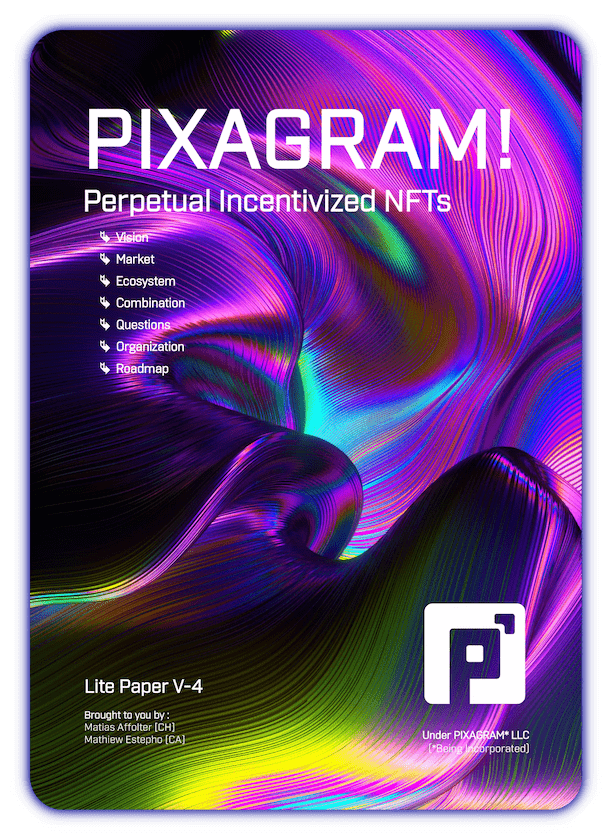 PIXAGRAM!
Perpetual Incentivized NFTs
Vision
Market
Ecosystem
Combination
Questions
Organization
Roadmap
Lite Paper V-4
Brought to you by :
Matias Affolter [CH]
Mathiew Estepho [CA]
Under PIXAGRAM* LLC
[*Being Incorporated]